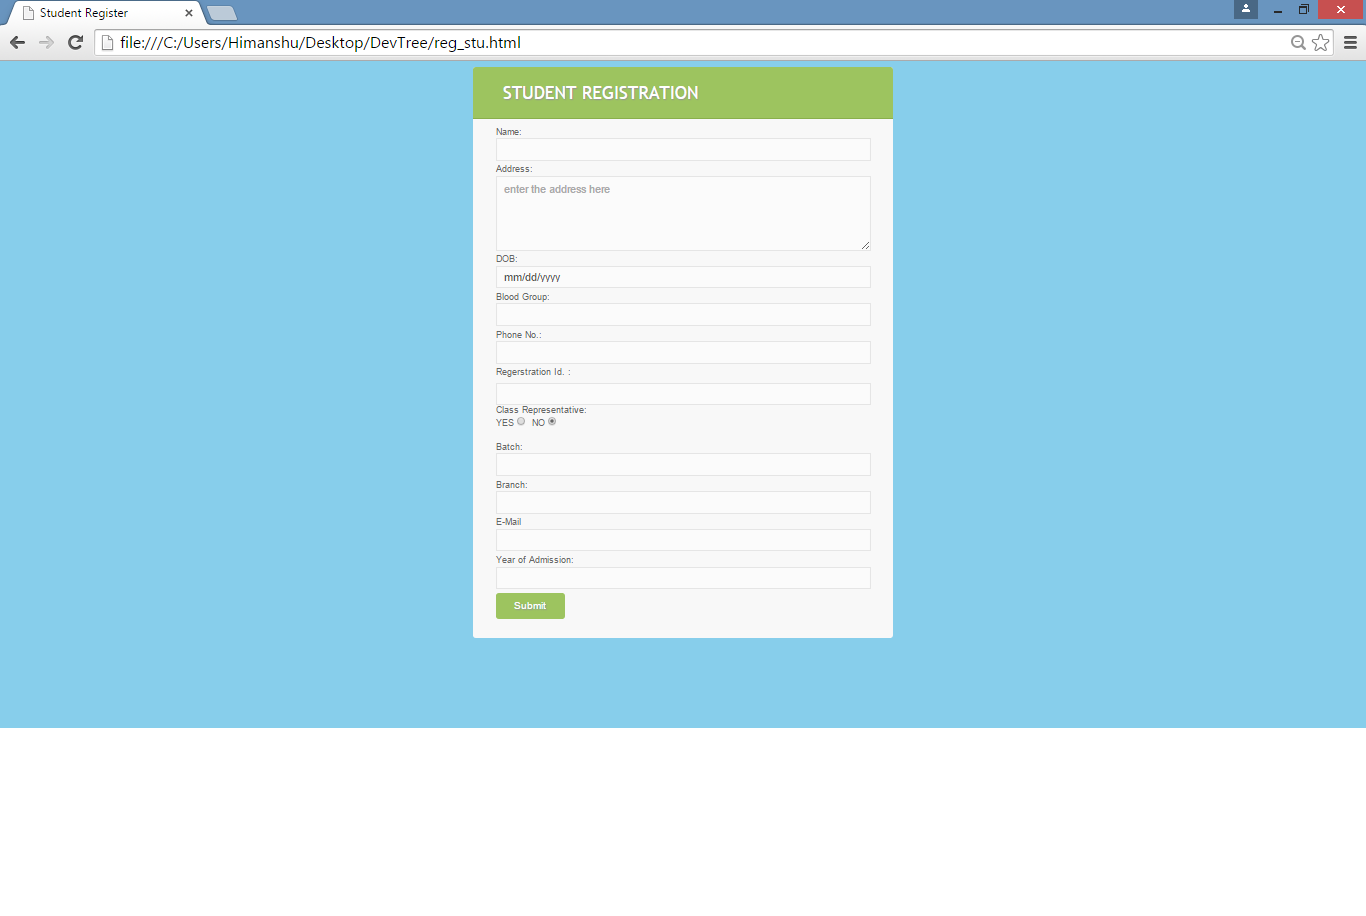 Student Register
file:///C:/Users/Himanshu/Desktop/DevTree/reg_stu.html
STUDENT REGISTRATION
Name:
Address:
enter the address here
DOB:
mm/dd/yyyy
Blood Group:
Phone No.:
Regerstration Id. :
Class Representative:
YES NO
Batch:
Branch:
E-Mail
Year of Admission:
Submit